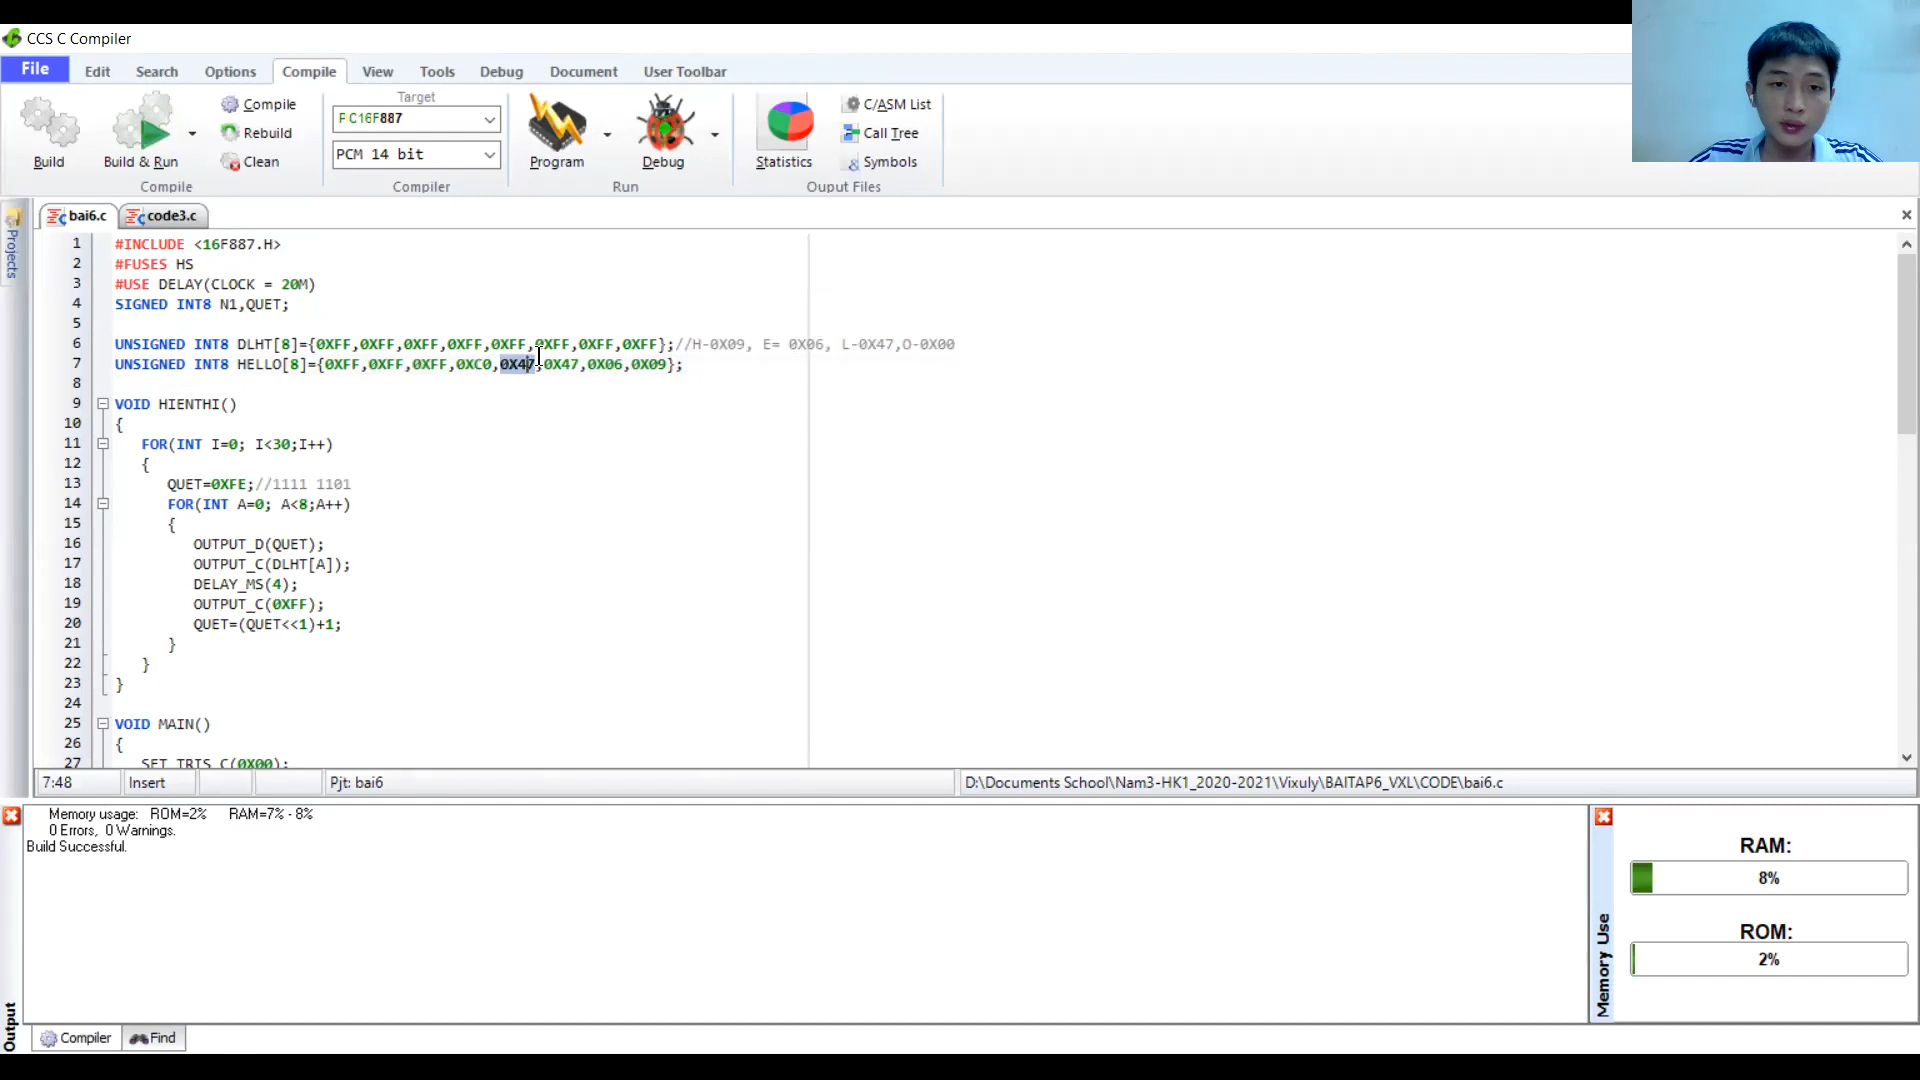 CCS C Compiler
File Edit Search Options Compile View Tools Debug Document User Toolbar
Build
Build & Run
Compile
Rebuild
Clean
Compile
Target
PIC16F887
PCM 14 bit
Compiler
Program
Debug
Run
Statistics
C/ASM List
Call Tree
Symbols
Ouput Files
Projects
bai6.c code3.c
1 #INCLUDE <16F887.H>
2 #FUSES HS
3 #USE DELAY(CLOCK = 20M)
4 SIGNED INT8 N1,QUET;
5
6 UNSIGNED INT8 DLHT[8]={0XFF,0XFF,0XFF,0XFF,0XFF,0XFF,0XFF,0XFF};//H-0X09, E= 0X06, L-0X47,O-0X00
7 UNSIGNED INT8 HELLO[8]={0XFF,0XFF,0XFF,0XC0,0X47,0X47,0X06,0X09};
8
9 VOID HIENTHI()
10 {
11 FOR(INT I=0; I<30;I++)
12 {
13 QUET=0XFE;//1111 1101
14 FOR(INT A=0; A<8;A++)
15 {
16 OUTPUT_D(QUET);
17 OUTPUT_C(DLHT[A]);
18 DELAY_MS(4);
19 OUTPUT_C(0XFF);
20 QUET=(QUET<<1)+1;
21 }
22 }
23 }
24
25 VOID MAIN()
26 {
27 SET_TRIS_C(0X00);
7:48 Insert Pjt: bai6 D:\Documents School\Nam3-HK1_2020-2021\Vixuly\BAITAP6_VXL\CODE\bai6.c
Memory usage: ROM=2% RAM=7% - 8%
0 Errors, 0 Warnings.
Build Successful.
Output
Compiler Find
Memory Use
RAM:
8%
ROM:
2%